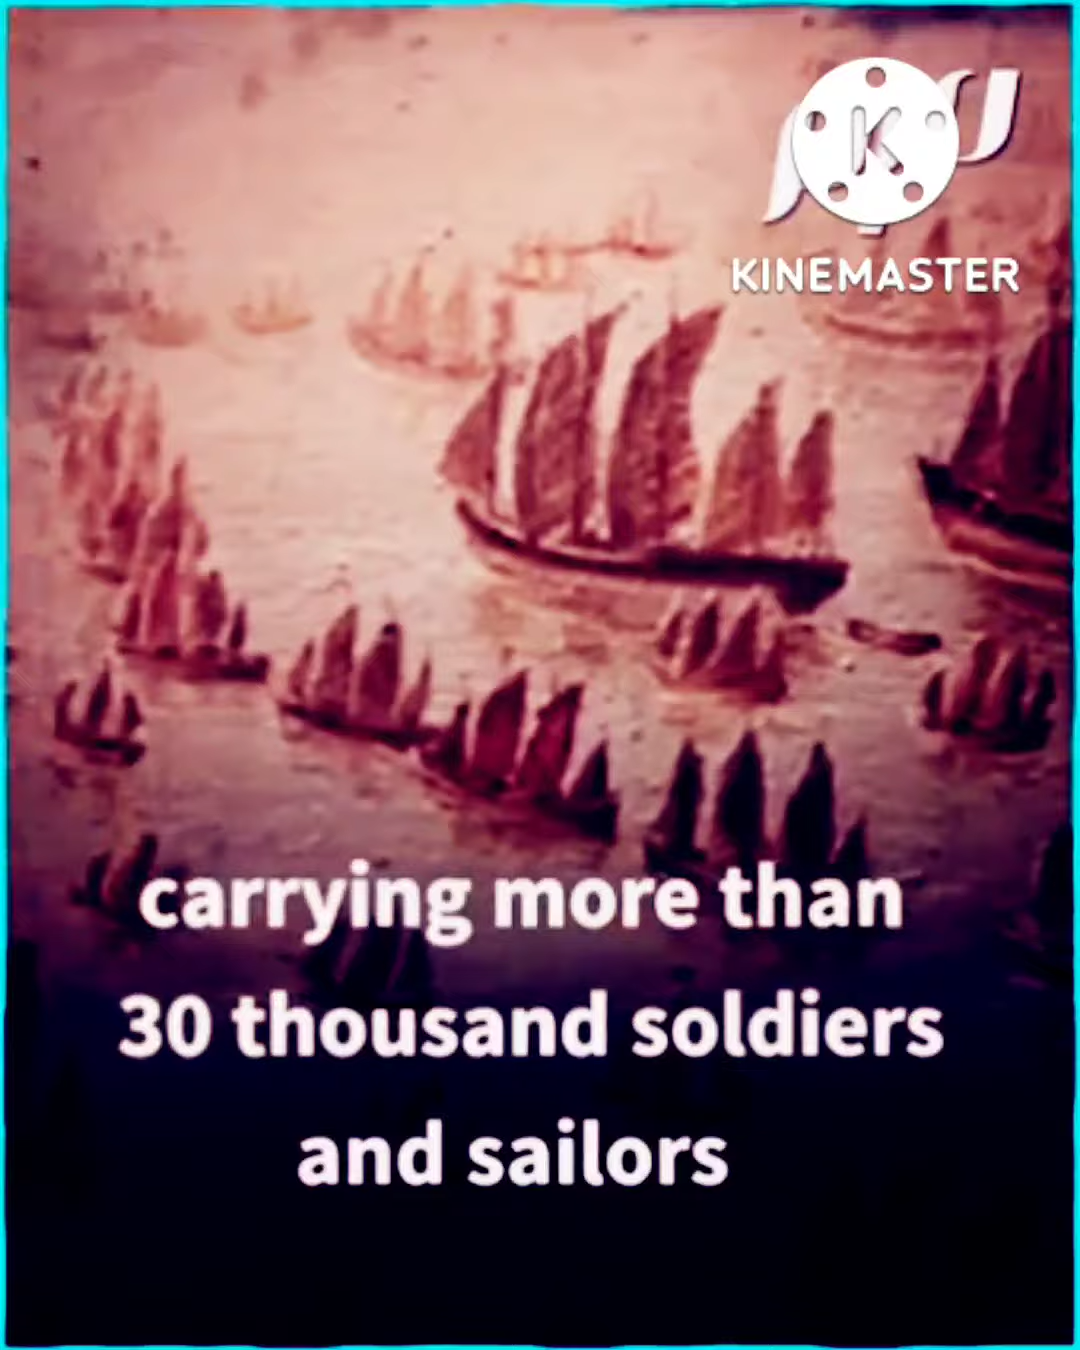 KINEMASTER
carrying more than
30 thousand soldiers
and sailors